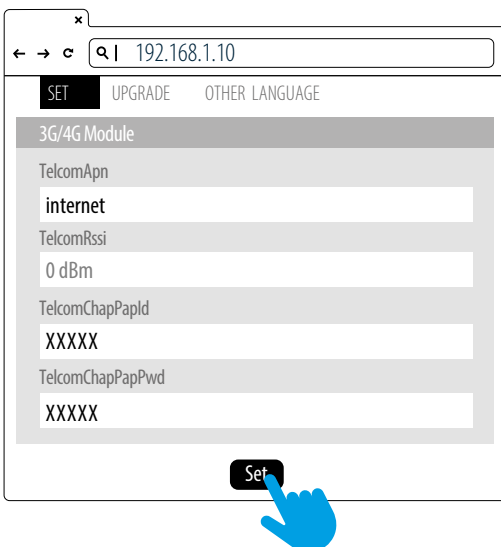 192.168.1.10
SET UPGRADE OTHER LANGUAGE
3G/4G Module
TelcomApn
internet
TelcomRssi
0 dBm
TelcomChapPapId
XXXXX
TelcomChapPapPwd
XXXXX
Set